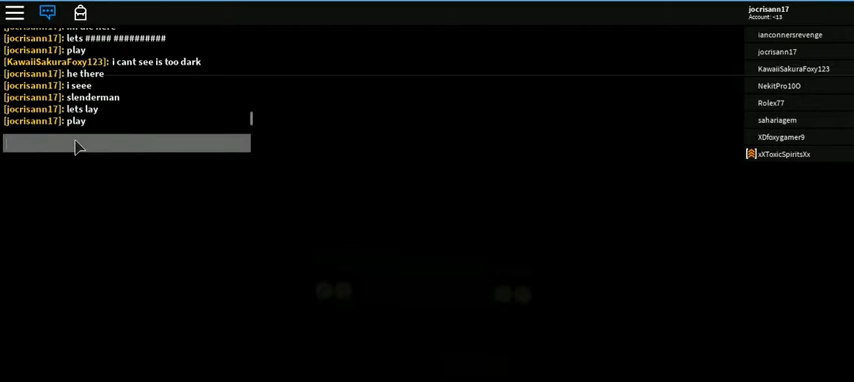 jocrisann17
Account: <13
[jocrisann17]: lets ##### ##########
[jocrisann17]: play
[KawaiiSakuraFoxy123]: i cant see is too dark
[jocrisann17]: he there
[jocrisann17]: i seee
[jocrisann17]: slenderman
[jocrisann17]: lets lay
[jocrisann17]: play
ianconnersrevenge
jocrisann17
KawaiiSakuraFoxy123
NekitPro10O
Rolex77
sahariagem
XDfoxygamer9
xXToxicSpiritsXx